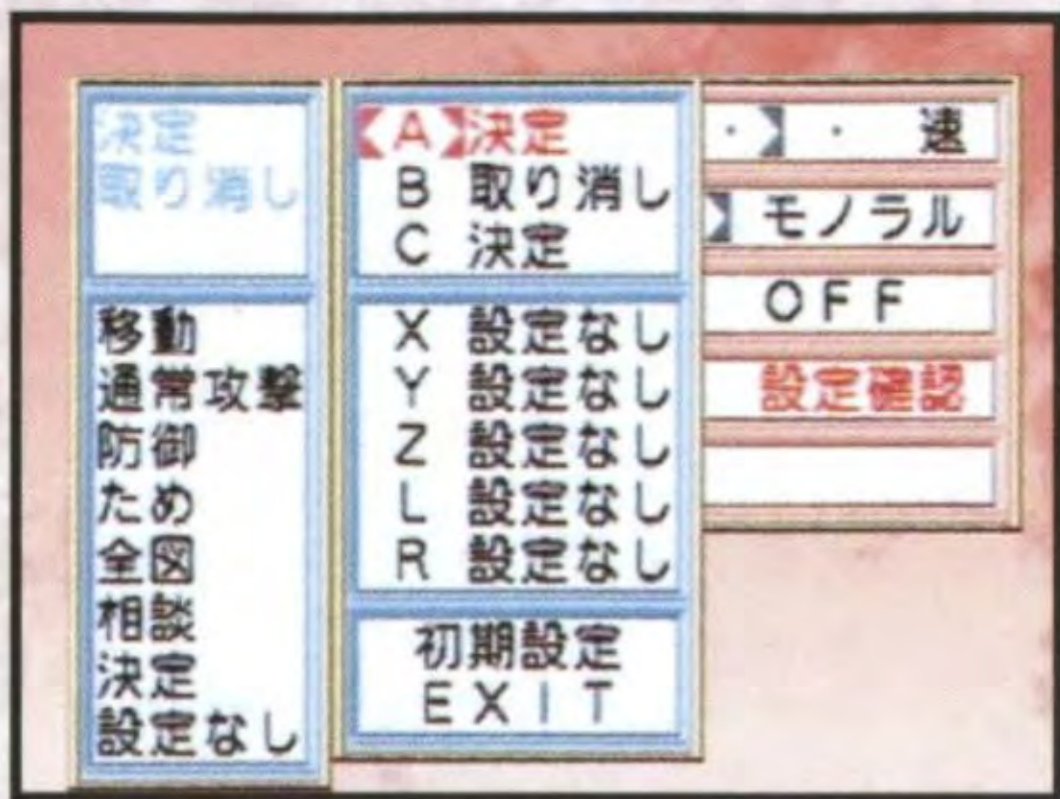 決定
取り消し
移動
通常攻撃
防御
ため
全図
相談
決定
設定なし
【A】決定
B 取り消し
C 決定
X 設定なし
Y 設定なし
Z 設定なし
L 設定なし
R 設定なし
初期設定
EXIT
・】・ 速
】モノラル
OFF
設定確認